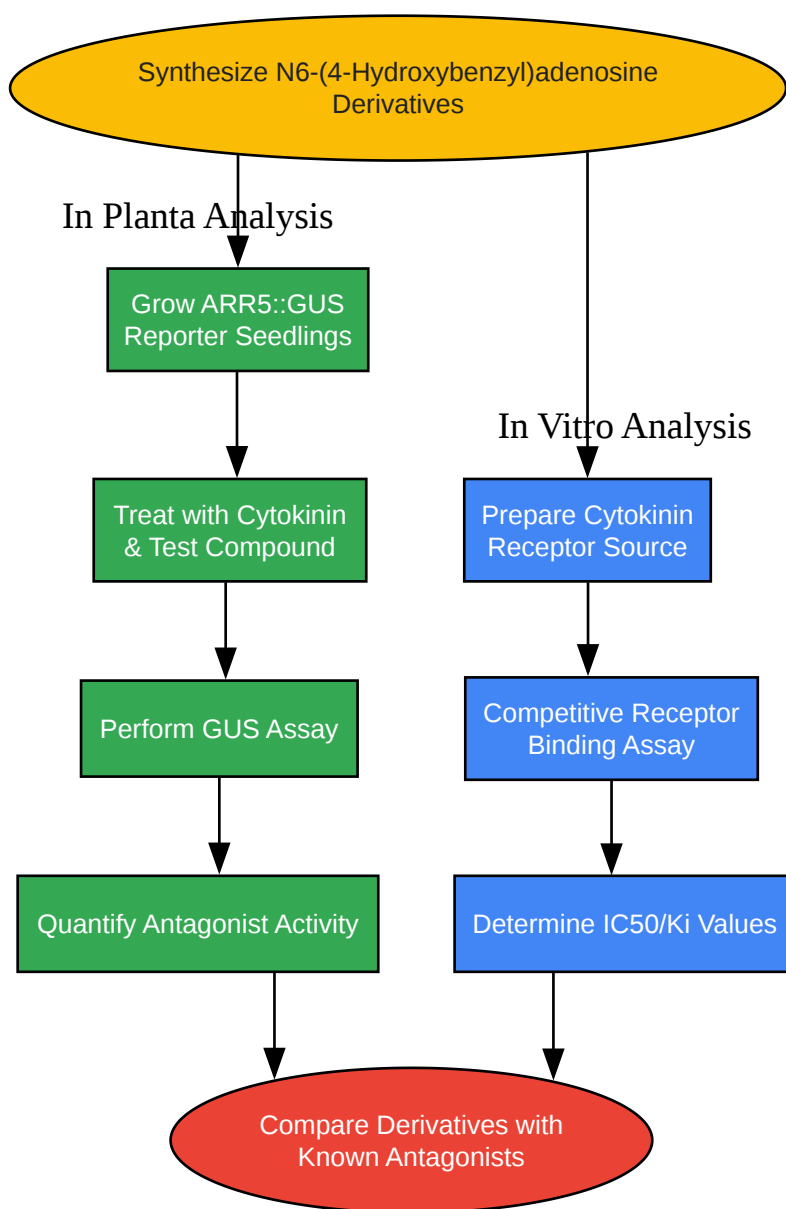 Synthesize N6-(4-Hydroxybenzyl)adenosine
Derivatives
In Planta Analysis
Grow ARR5::GUS
Reporter Seedlings
Treat with Cytokinin
& Test Compound
Perform GUS Assay
Quantify Antagonist Activity
In Vitro Analysis
Prepare Cytokinin
Receptor Source
Competitive Receptor
Binding Assay
Determine IC50/Ki Values
Compare Derivatives with
Known Antagonists